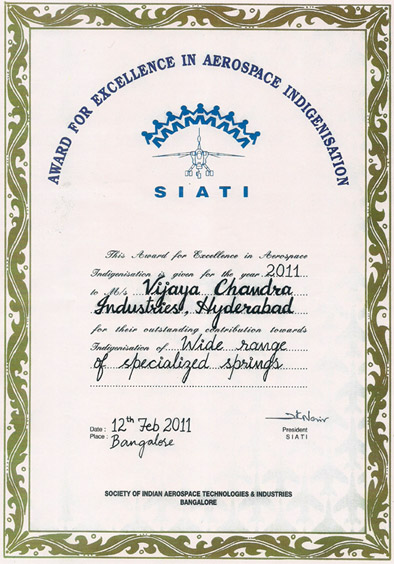 AWARD FOR EXCELLENCE IN AEROSPACE INDIGENISATION
SIATI
This Award for Excellence in Aerospace
Indigenisation is given for the year 2011
to M/s Vijaya Chandra
Industries, Hyderabad
for their outstanding contribution towards
Indigenisation of Wide range
of specialized springs
Date : 12th Feb 2011
Place : Bangalore
President
SIATI
SOCIETY OF INDIAN AEROSPACE TECHNOLOGIES & INDUSTRIES
BANGALORE